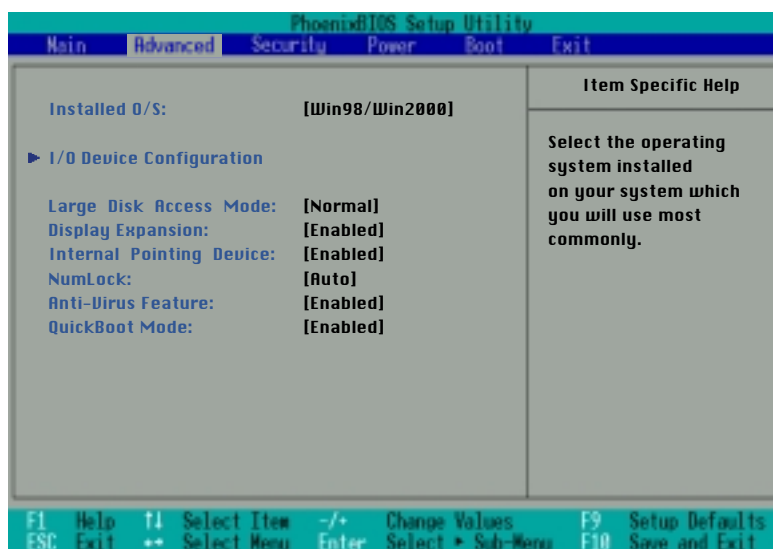 PhoenixBIOS Setup Utility
Main Advanced Security Power Boot Exit
Item Specific Help
Installed O/S: [Win98/Win2000]
Select the operating
system installed
on your system which
you will use most
commonly.
► I/O Device Configuration
Large Disk Access Mode: [Normal]
Display Expansion: [Enabled]
Internal Pointing Device: [Enabled]
NumLock: [Auto]
Anti-Virus Feature: [Enabled]
QuickBoot Mode: [Enabled]
F1 Help ↑↓ Select Item -/+ Change Values F9 Setup Defaults
ESC Exit ↔ Select Menu Enter Select ► Sub-Menu F10 Save and Exit